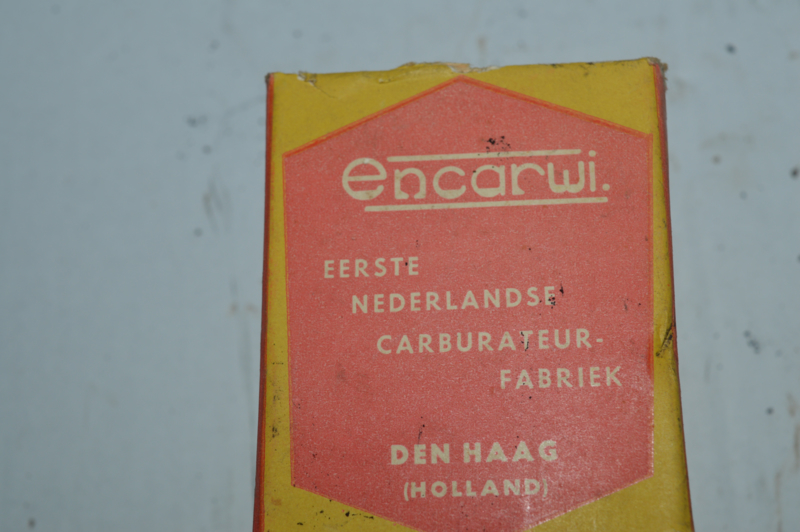 encarwi.
EERSTE
NEDERLANDSE
CARBURATEUR-
FABRIEK
DEN HAAG
(HOLLAND)